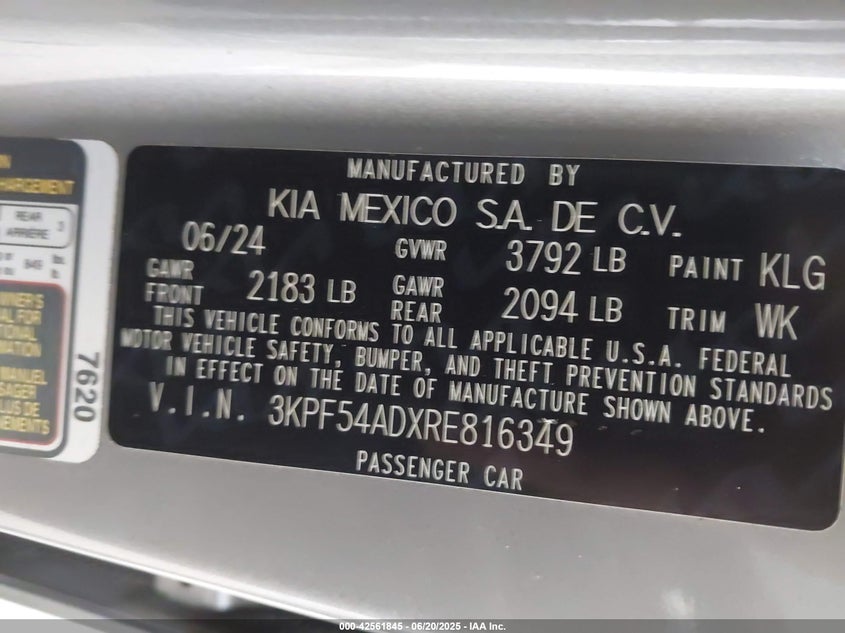 CHARGEMENT
REAR
ARRIÈRE
3
7620
MANUFACTURED BY
KIA MEXICO S.A. DE C.V.
06/24 GVWR 3792 LB PAINT KLG
GAWR FRONT 2183 LB GAWR REAR 2094 LB TRIM WK
THIS VEHICLE CONFORMS TO ALL APPLICABLE U.S.A. FEDERAL
MOTOR VEHICLE SAFETY, BUMPER, AND THEFT PREVENTION STANDARDS
IN EFFECT ON THE DATE OF MANUFACTURE SHOWN ABOVE.
V.I.N. 3KPF54ADXRE816349
PASSENGER CAR
000-42561845 - 06/20/2025 - IAA Inc.